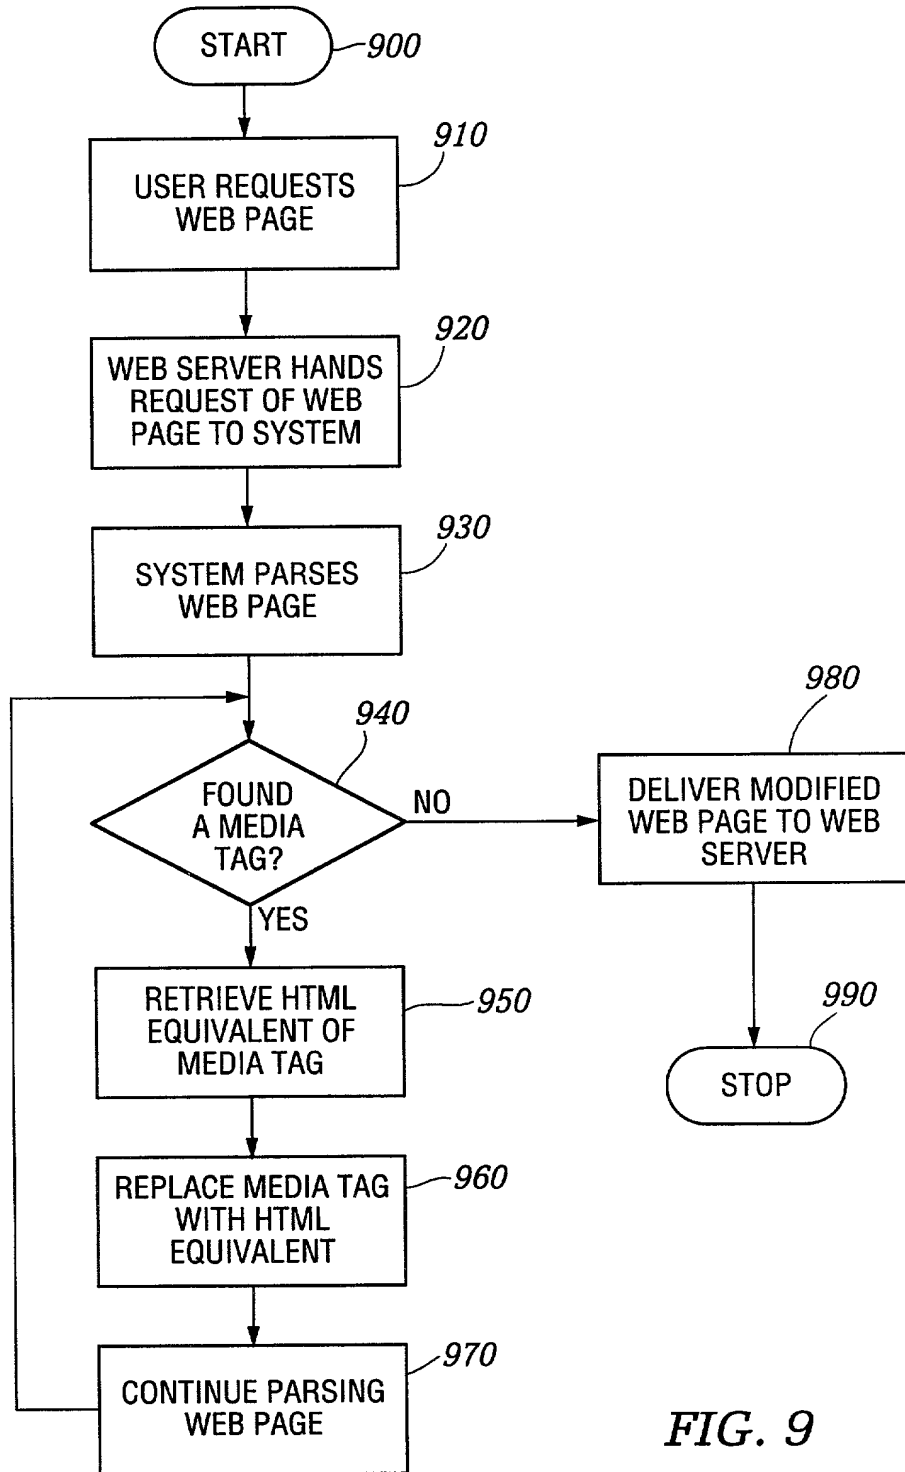 START
900
910
USER REQUESTS
WEB PAGE
920
WEB SERVER HANDS
REQUEST OF WEB
PAGE TO SYSTEM
930
SYSTEM PARSES
WEB PAGE
940
FOUND
A MEDIA
TAG?
NO
980
DELIVER MODIFIED
WEB PAGE TO WEB
SERVER
YES
950
RETRIEVE HTML
EQUIVALENT OF
MEDIA TAG
990
STOP
960
REPLACE MEDIA TAG
WITH HTML
EQUIVALENT
970
CONTINUE PARSING
WEB PAGE
FIG. 9